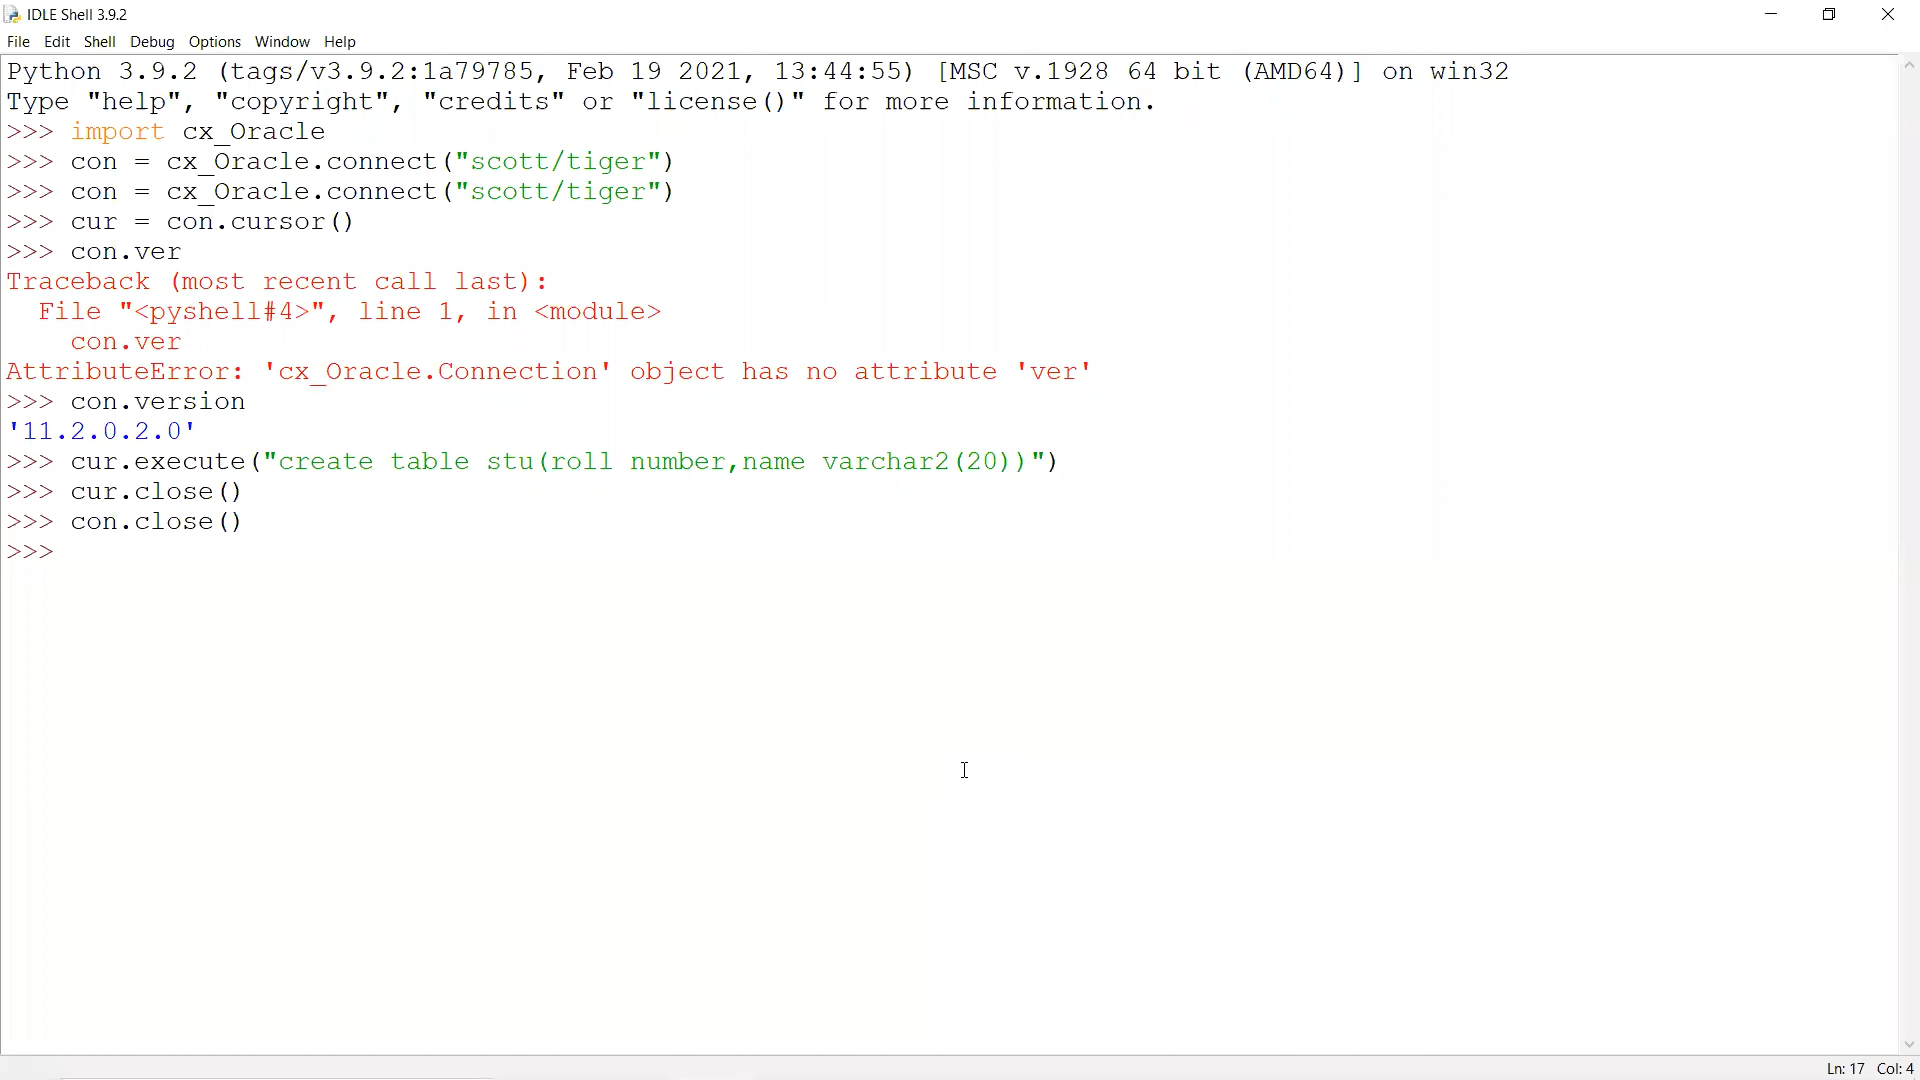 IDLE Shell 3.9.2
File Edit Shell Debug Options Window Help
Python 3.9.2 (tags/v3.9.2:1a79785, Feb 19 2021, 13:44:55) [MSC v.1928 64 bit (AMD64)] on win32
Type "help", "copyright", "credits" or "license()" for more information.
>>> import cx_Oracle
>>> con = cx_Oracle.connect("scott/tiger")
>>> con = cx_Oracle.connect("scott/tiger")
>>> cur = con.cursor()
>>> con.ver
Traceback (most recent call last):
  File "<pyshell#4>", line 1, in <module>
    con.ver
AttributeError: 'cx_Oracle.Connection' object has no attribute 'ver'
>>> con.version
'11.2.0.2.0'
>>> cur.execute("create table stu(roll number,name varchar2(20))")
>>> cur.close()
>>> con.close()
>>>
Ln: 17 Col: 4